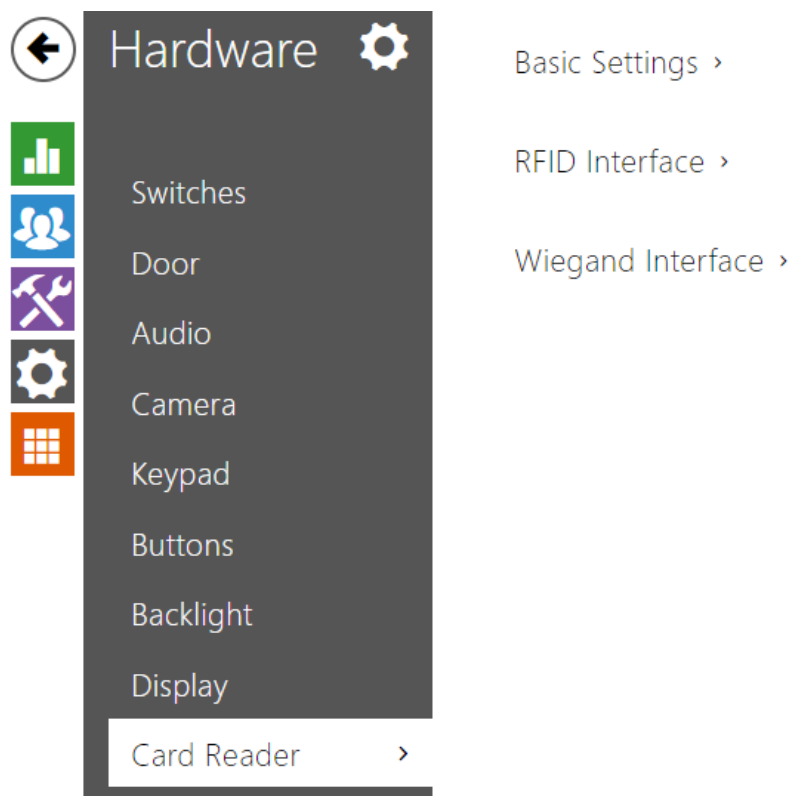 Hardware
Switches
Door
Audio
Camera
Keypad
Buttons
Backlight
Display
Card Reader
Basic Settings
RFID Interface
Wiegand Interface